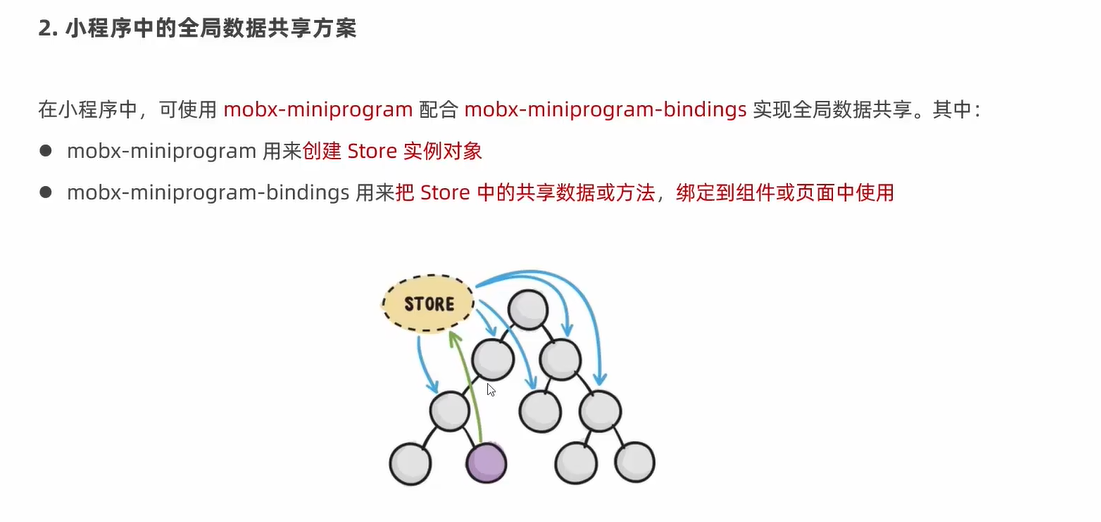 2. 小程序中的全局数据共享方案
在小程序中，可使用 mobx-miniprogram 配合 mobx-miniprogram-bindings 实现全局数据共享。其中：
● mobx-miniprogram 用来创建 Store 实例对象
● mobx-miniprogram-bindings 用来把 Store 中的共享数据或方法，绑定到组件或页面中使用
STORE